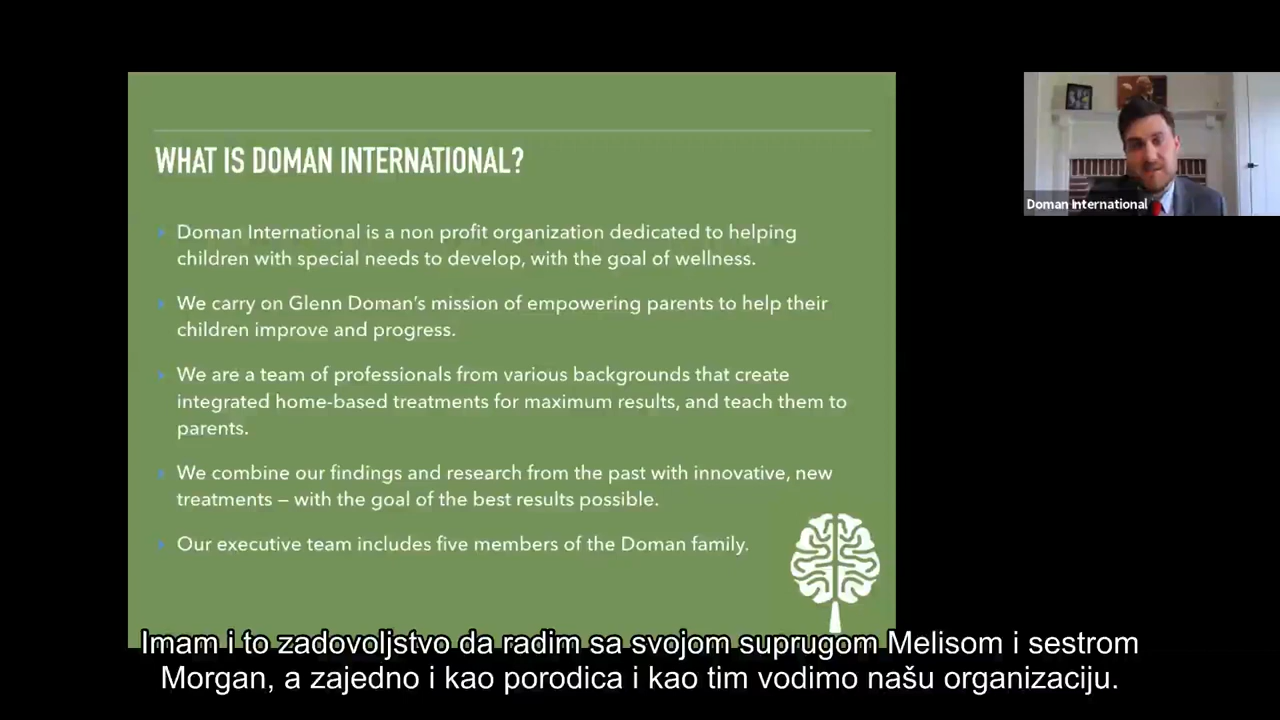 WHAT IS DOMAN INTERNATIONAL?
Doman International is a non profit organization dedicated to helping
children with special needs to develop, with the goal of wellness.
We carry on Glenn Doman's mission of empowering parents to help their
children improve and progress.
We are a team of professionals from various backgrounds that create
integrated home-based treatments for maximum results, and teach them to
parents.
We combine our findings and research from the past with innovative, new
treatments – with the goal of the best results possible.
Our executive team includes five members of the Doman family.
Doman International
Imam i to zadovoljstvo da radim sa svojom suprugom Melisom i sestrom
Morgan, a zajedno i kao porodica i kao tim vodimo našu organizaciju.